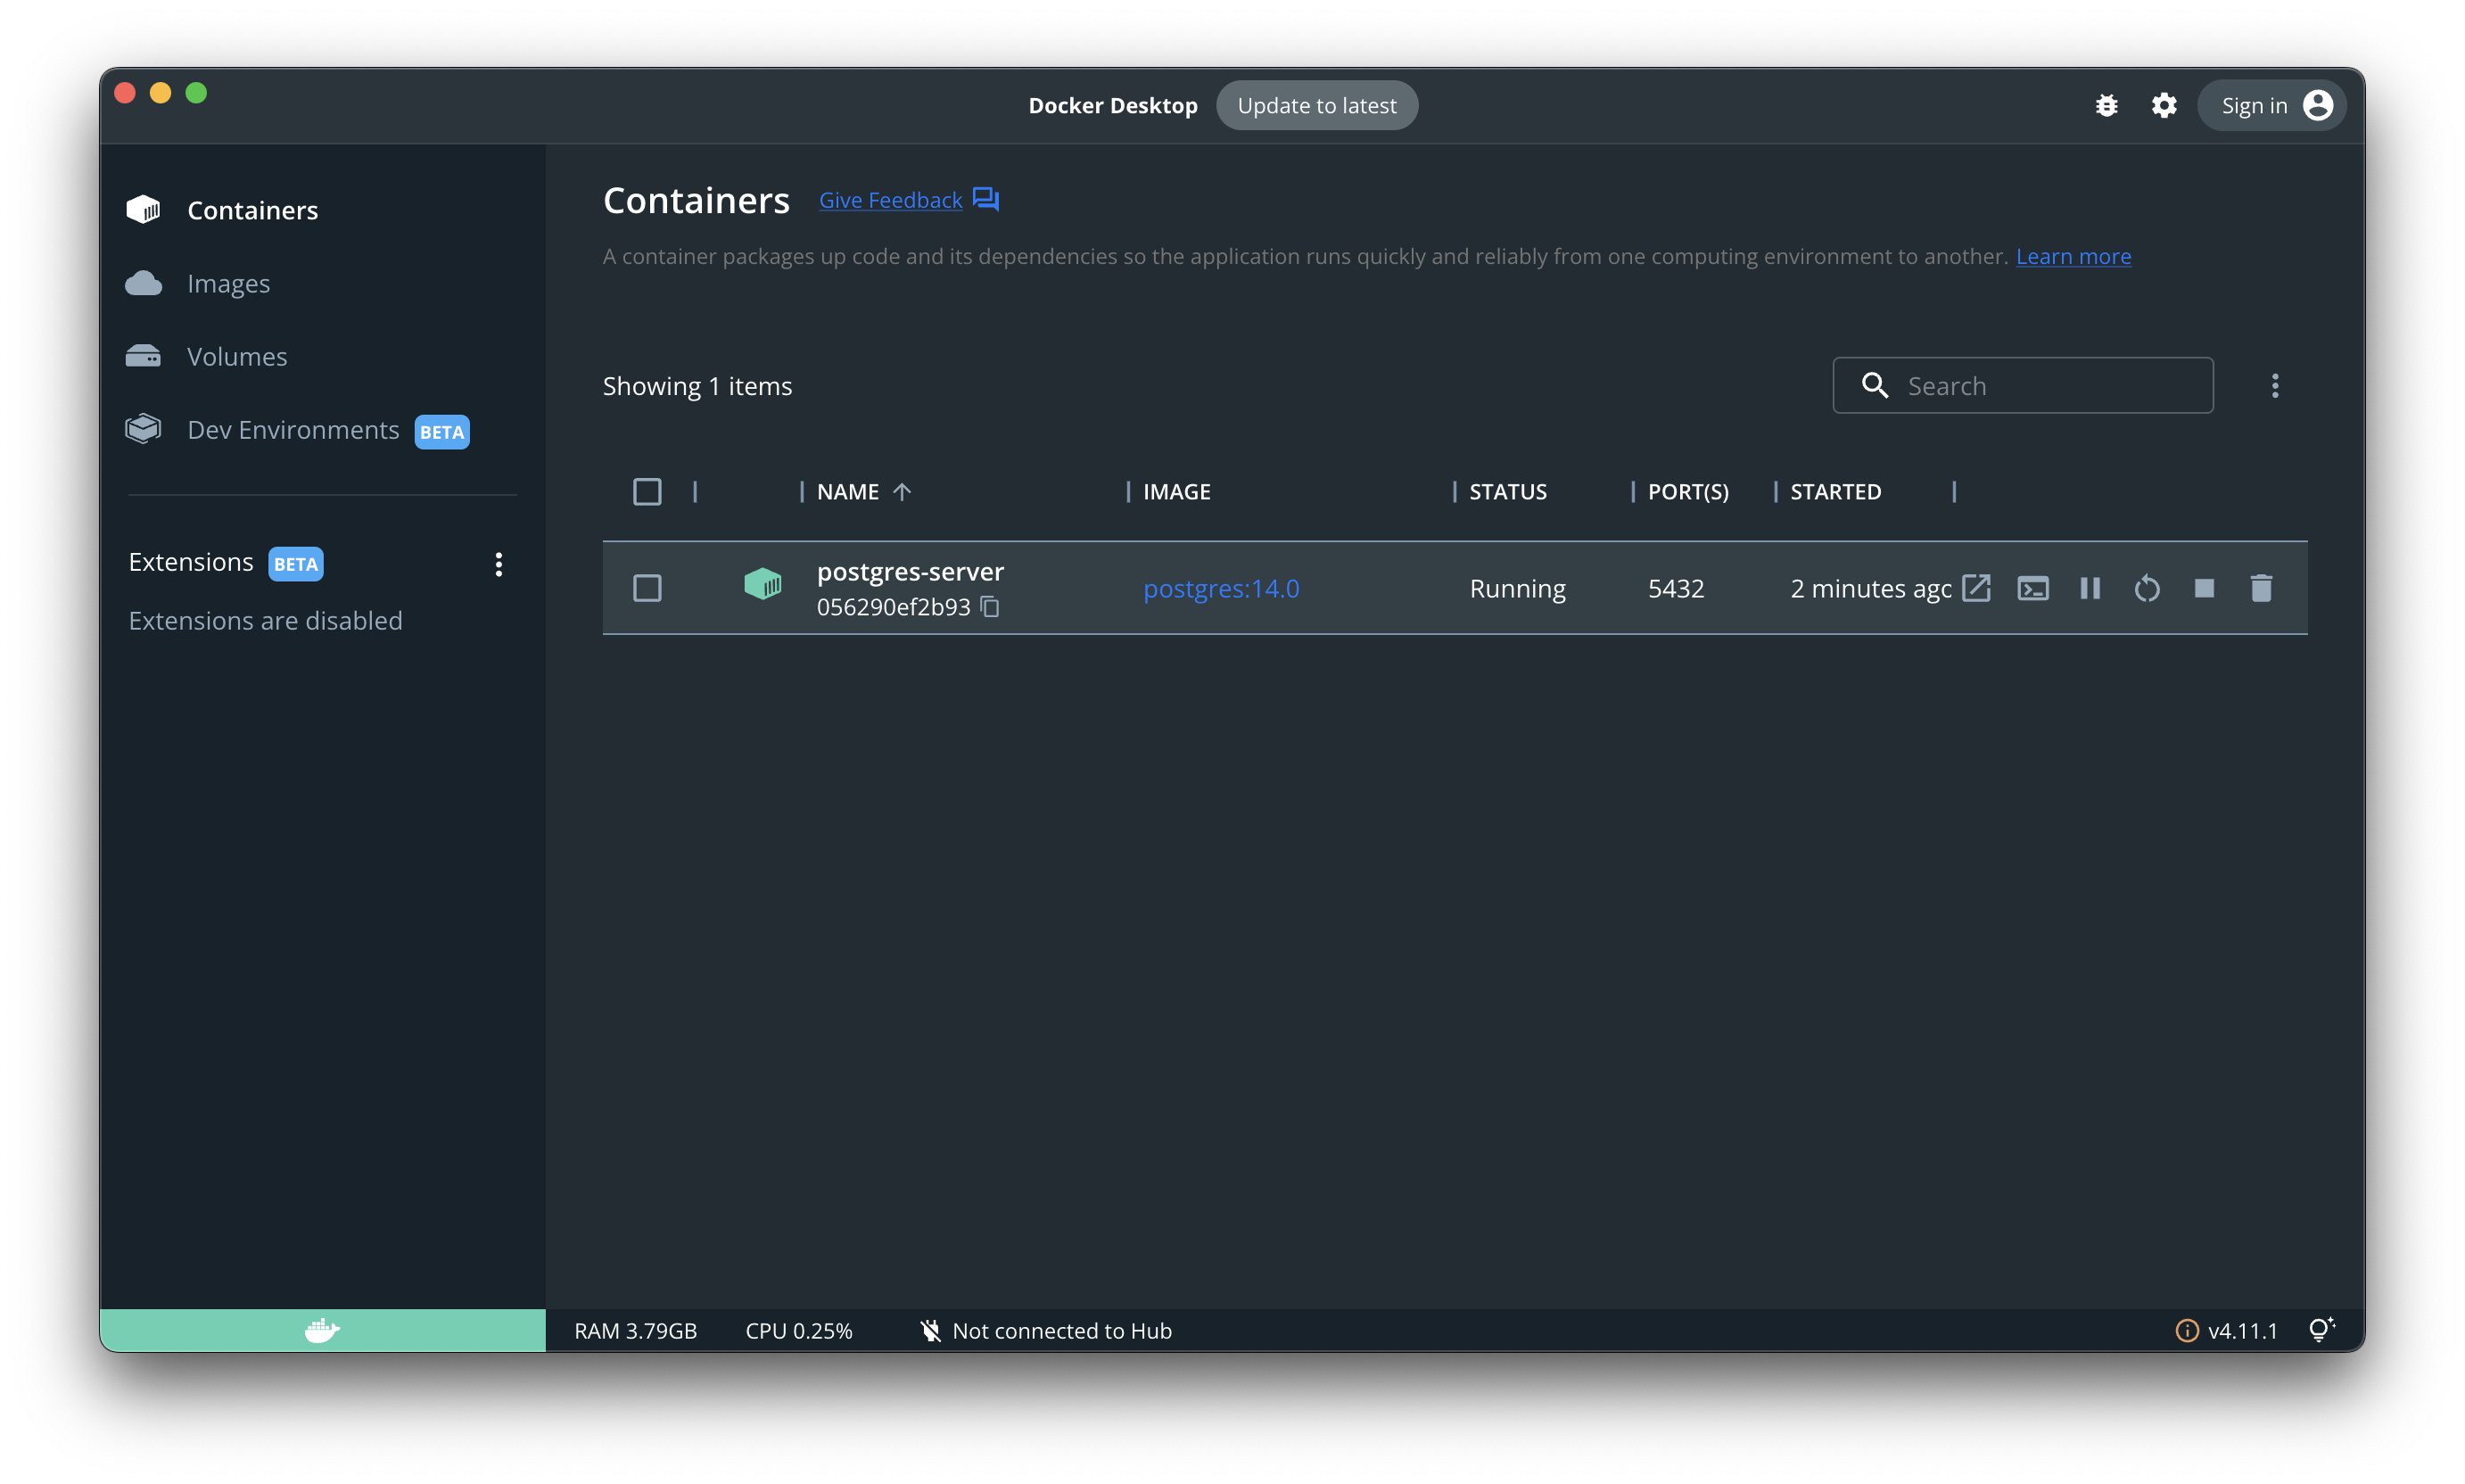 Docker Desktop Update to latest
Sign in
Containers
Images
Volumes
Dev Environments BETA
Extensions BETA
Extensions are disabled
Containers Give Feedback
A container packages up code and its dependencies so the application runs quickly and reliably from one computing environment to another. Learn more
Showing 1 items
Search
NAME IMAGE STATUS PORT(S) STARTED
postgres-server
056290ef2b93
postgres:14.0 Running 5432 2 minutes agc
RAM 3.79GB CPU 0.25% Not connected to Hub
v4.11.1